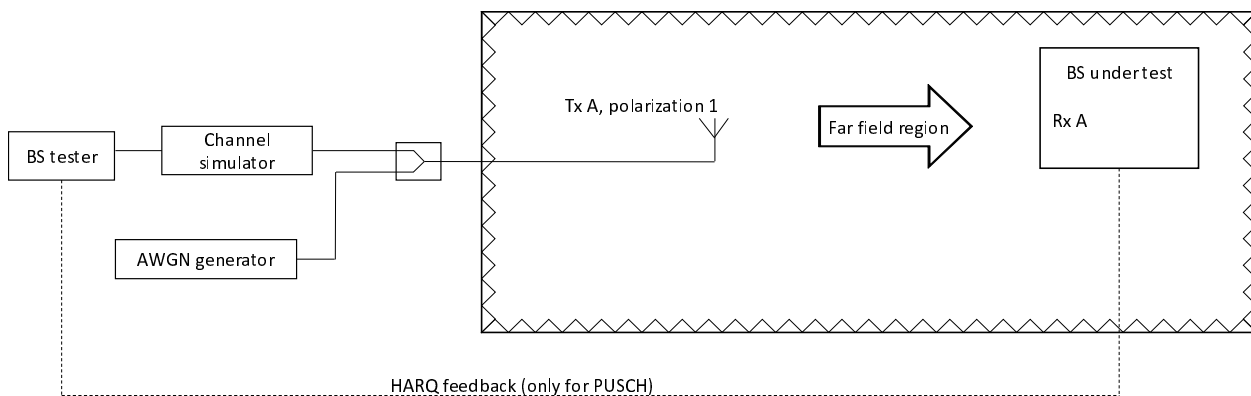 BS under test
Tx A, polarization 1
Rx A
Far field region
Channel
simulator
BS tester
AWGN generator
HARQ feedback (only for PUSCH)